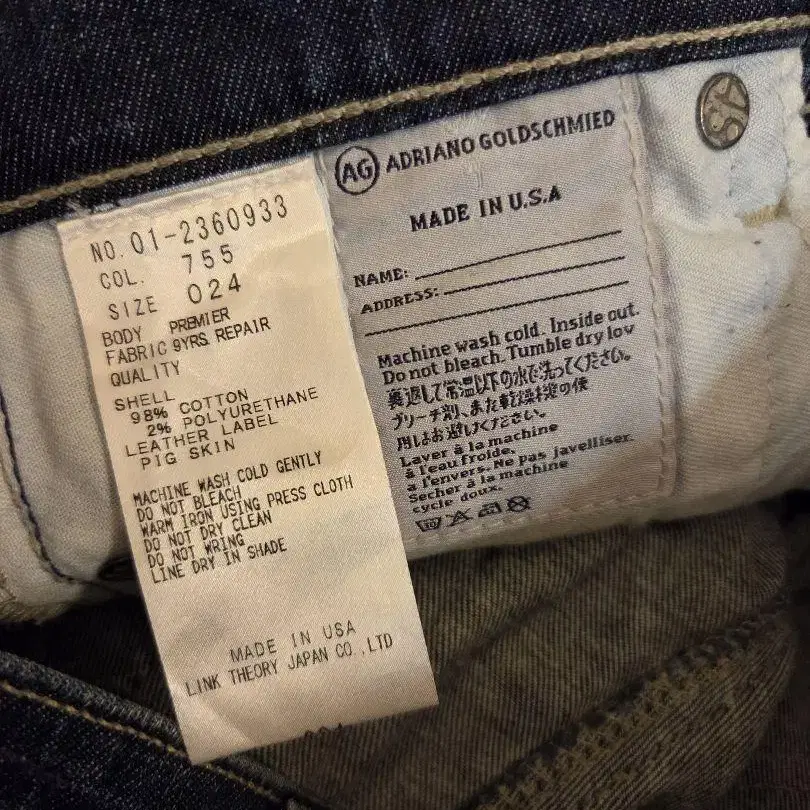 NO. 01-2360933
COL. 755
SIZE 024
BODY PREMIER
FABRIC 9YRS. REPAIR
QUALITY
SHELL
98% COTTON
2% POLYURETHANE
LEATHER LABEL
PIG SKIN
MACHINE WASH COLD GENTLY
DO NOT BLEACH
WARM IRON USING PRESS CLOTH
DO NOT DRY CLEAN
DO NOT WRING
LINE DRY IN SHADE
MADE IN USA
LINK THEORY JAPAN CO.,LTD
AG ADRIANO GOLDSCHMIED
MADE IN U.S.A
NAME:
ADDRESS:
Machine wash cold. Inside out.
Do not bleach. Tumble dry low
裏返して常温以下の水で洗ってください。
ブリーチ剤、また乾燥機の使
用はお避けください。
Laver à la machine
à l'eau froide.
a l'envers. Ne pas javelliser.
Secher à la machine
cycle doux.